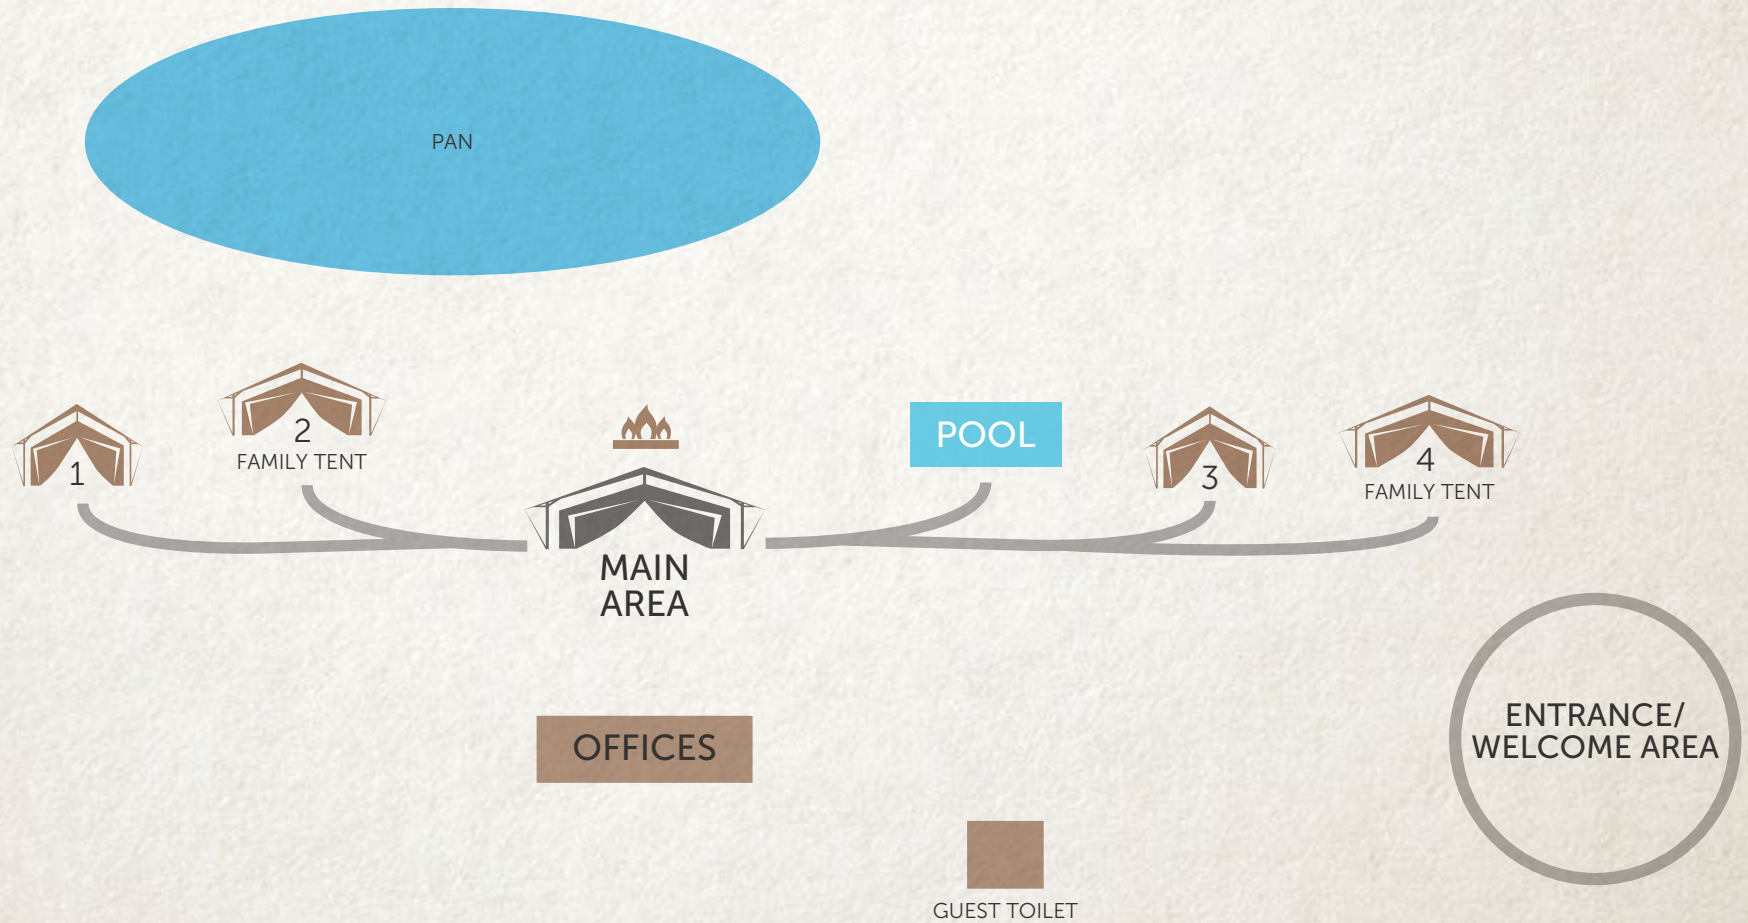 PAN
1
2
FAMILY TENT
MAIN
AREA
POOL
3
4
FAMILY TENT
OFFICES
ENTRANCE/
WELCOME AREA
GUEST TOILET